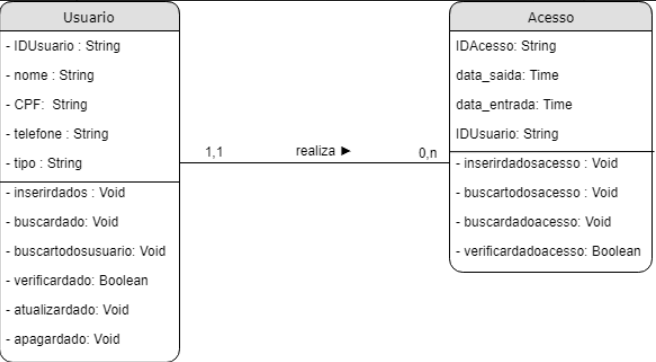 Usuario
- IDUsuario : String
- nome : String
- CPF: String
- telefone : String
- tipo : String
- inserirdados : Void
- buscardado: Void
- buscartodosusuario: Void
- verificardado: Boolean
- atualizardado: Void
- apagardado: Void
1,1
realiza ►
0,n
Acesso
IDAcesso: String
data_saida: Time
data_entrada: Time
IDUsuario: String
- inserirdadosacesso : Void
- buscartodosacesso : Void
- buscardadoacesso: Void
- verificardadoacesso: Boolean